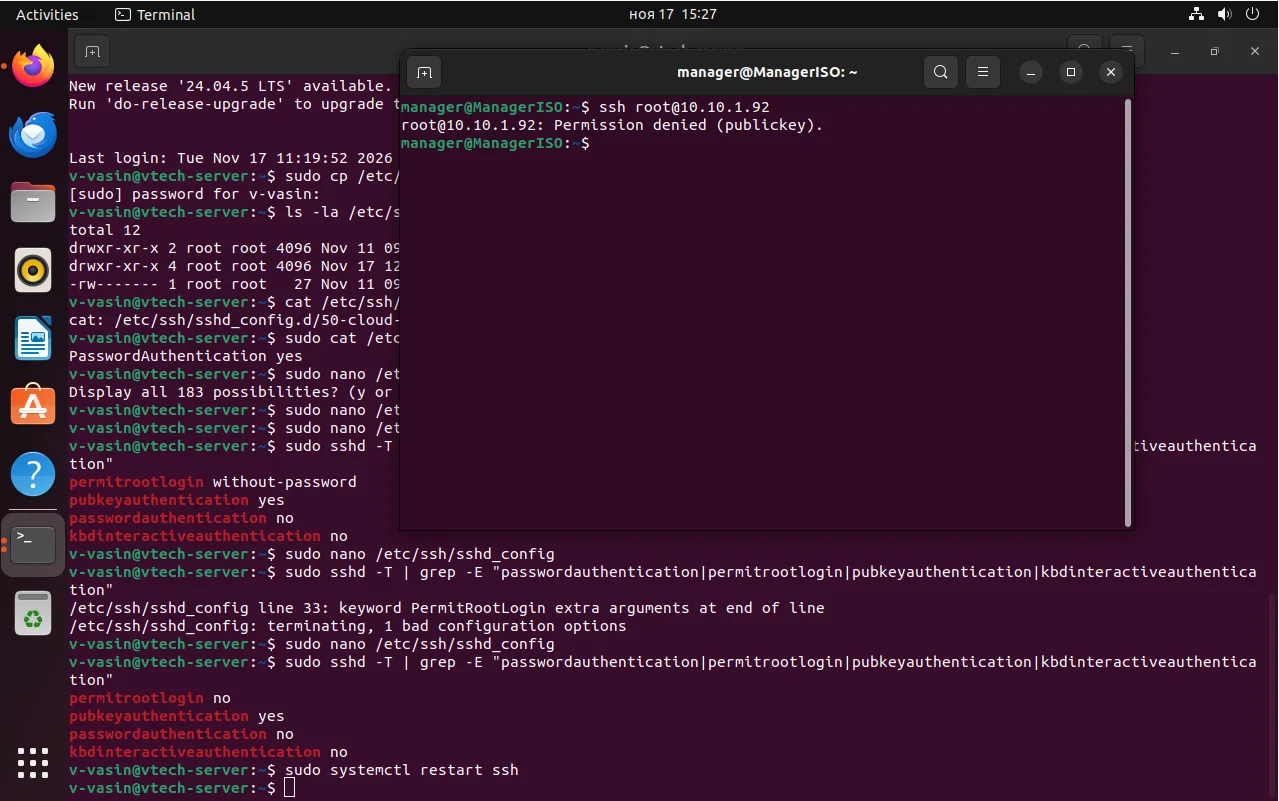 Activities
Terminal
ноя 17 15:27
manager@ManagerISO: ~
manager@ManagerISO:~$ ssh root@10.10.1.92
root@10.10.1.92: Permission denied (publickey).
manager@ManagerISO:~$
New release '24.04.5 LTS' available.
Run 'do-release-upgrade' to upgrade
Last login: Tue Nov 17 11:19:52 2026
v-vasin@vtech-server:~$ sudo cp /etc/
[sudo] password for v-vasin:
v-vasin@vtech-server:~$ ls -la /etc/s
total 12
drwxr-xr-x 2 root root 4096 Nov 11 09
drwxr-xr-x 4 root root 4096 Nov 17 12
-rw------- 1 root root   27 Nov 11 09
v-vasin@vtech-server:~$ cat /etc/ssh/
cat: /etc/ssh/sshd_config.d/50-cloud-
v-vasin@vtech-server:~$ sudo cat /etc
PasswordAuthentication yes
v-vasin@vtech-server:~$ sudo nano /et
Display all 183 possibilities? (y or
v-vasin@vtech-server:~$ sudo nano /et
v-vasin@vtech-server:~$ sudo nano /et
v-vasin@vtech-server:~$ sudo sshd -T tiveauthentica
tion"
permitrootlogin without-password
pubkeyauthentication yes
passwordauthentication no
kbdinteractiveauthentication no
v-vasin@vtech-server:~$ sudo nano /etc/ssh/sshd_config
v-vasin@vtech-server:~$ sudo sshd -T | grep -E "passwordauthentication|permitrootlogin|pubkeyauthentication|kbdinteractiveauthentica
tion"
/etc/ssh/sshd_config line 33: keyword PermitRootLogin extra arguments at end of line
/etc/ssh/sshd_config: terminating, 1 bad configuration options
v-vasin@vtech-server:~$ sudo nano /etc/ssh/sshd_config
v-vasin@vtech-server:~$ sudo sshd -T | grep -E "passwordauthentication|permitrootlogin|pubkeyauthentication|kbdinteractiveauthentica
tion"
permitrootlogin no
pubkeyauthentication yes
passwordauthentication no
kbdinteractiveauthentication no
v-vasin@vtech-server:~$ sudo systemctl restart ssh
v-vasin@vtech-server:~$